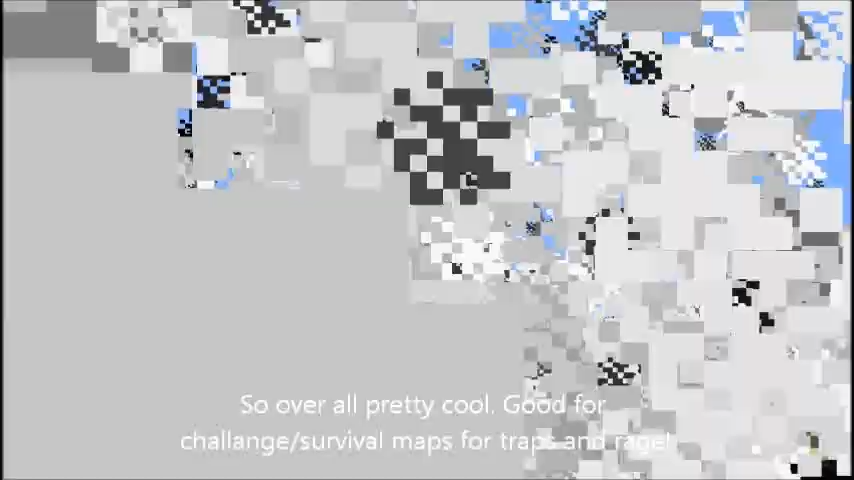 So over all pretty cool. Good for
challange/survival maps for traps and rage!